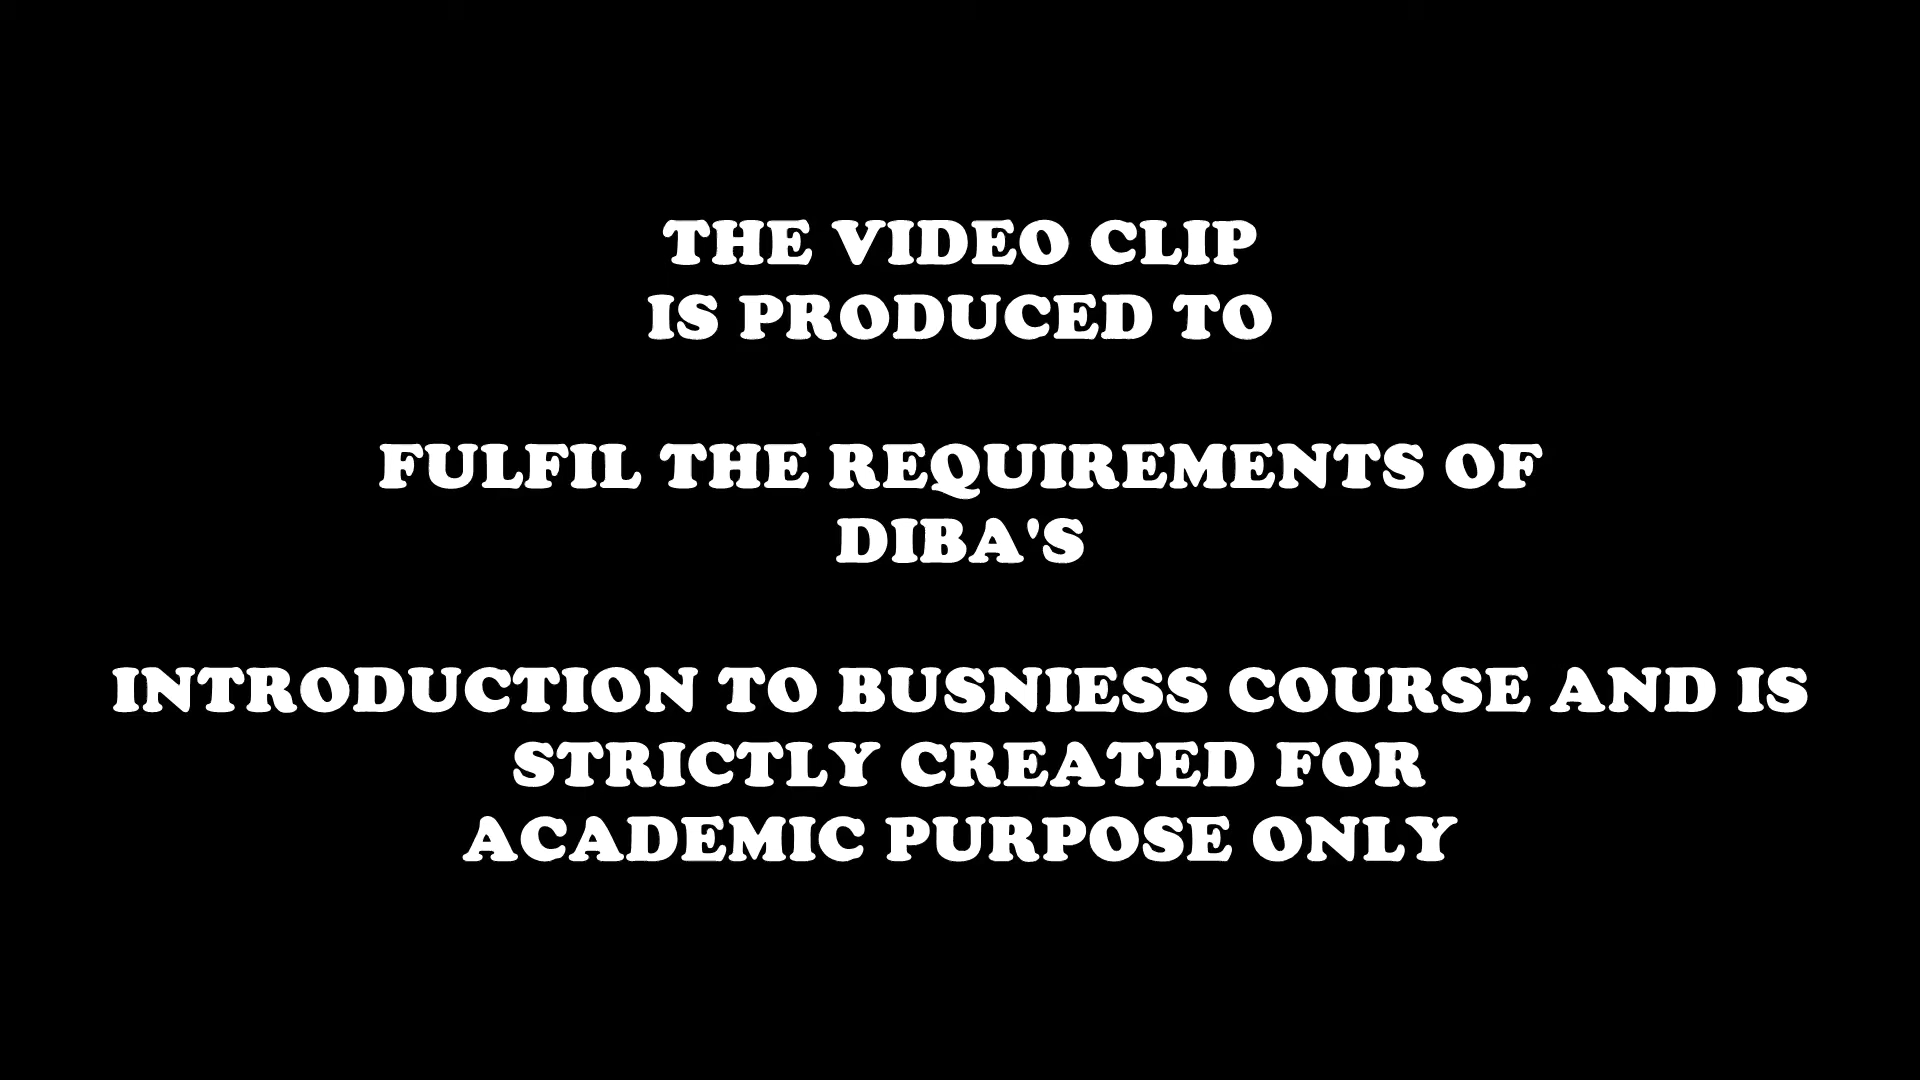 THE VIDEO CLIP
IS PRODUCED TO
FULFIL THE REQUIREMENTS OF
DIBA'S
INTRODUCTION TO BUSNIESS COURSE AND IS
STRICTLY CREATED FOR
ACADEMIC PURPOSE ONLY